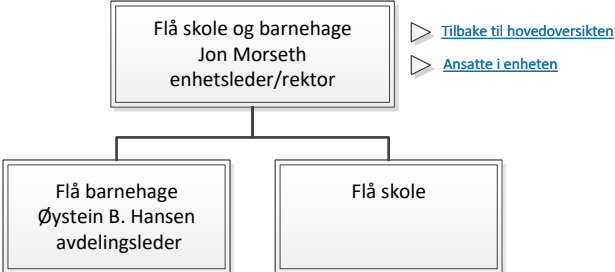 Flå skole og barnehage
Jon Morseth
enhetsleder/rektor
Tilbake til hovedoversikten
Ansatte i enheten
Flå barnehage
Øystein B. Hansen
avdelingsleder
Flå skole